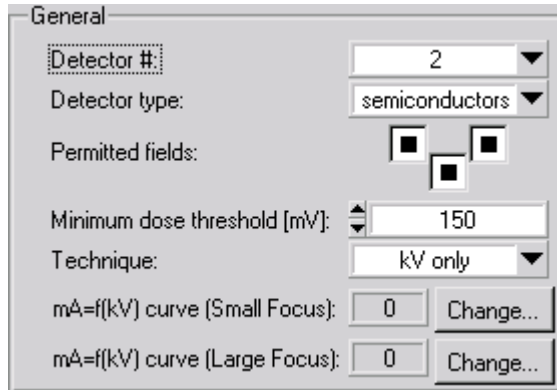 General
Detector #: 2
Detector type: semiconductors
Permitted fields:
Minimum dose threshold [mV]: 150
Technique: kV only
mA=f(kV) curve (Small Focus): 0 Change...
mA=f(kV) curve (Large Focus): 0 Change...